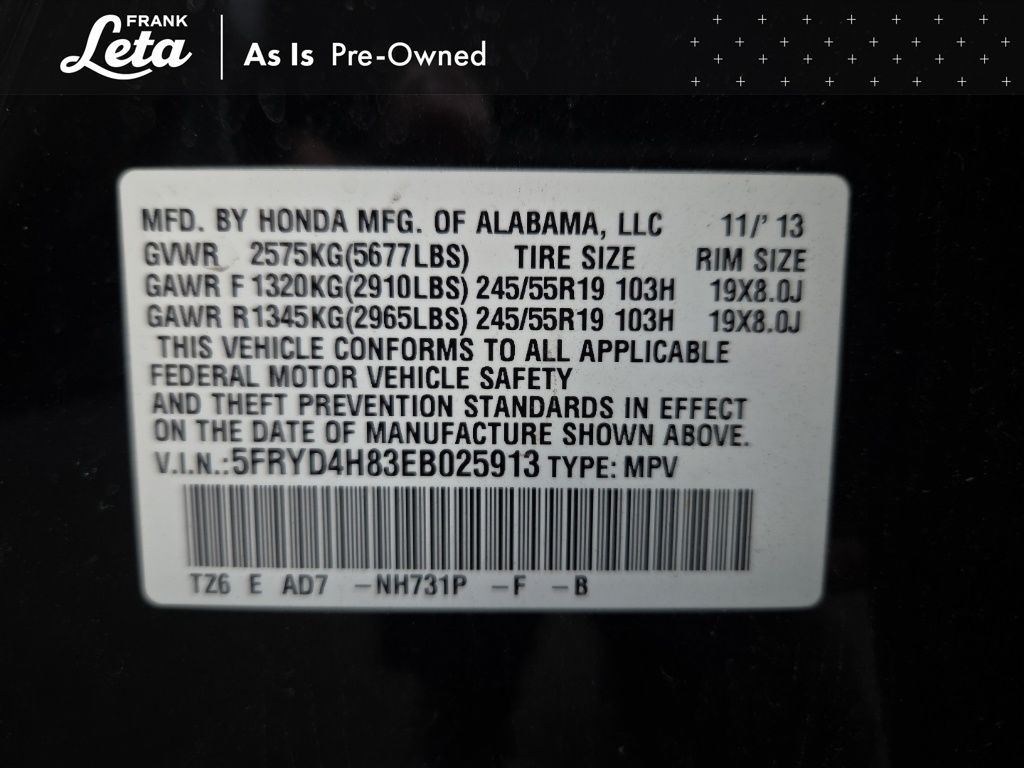 FRANK
Leta
As Is Pre-Owned
MFD. BY HONDA MFG. OF ALABAMA, LLC 11/' 13
GVWR 2575KG(5677LBS) TIRE SIZE RIM SIZE
GAWR F 1320KG(2910LBS) 245/55R19 103H 19X8.0J
GAWR R1345KG(2965LBS) 245/55R19 103H 19X8.0J
THIS VEHICLE CONFORMS TO ALL APPLICABLE
FEDERAL MOTOR VEHICLE SAFETY
AND THEFT PREVENTION STANDARDS IN EFFECT
ON THE DATE OF MANUFACTURE SHOWN ABOVE.
V.I.N.:5FRYD4H83EB025913 TYPE: MPV
TZ6 E AD7 –NH731P –F –B